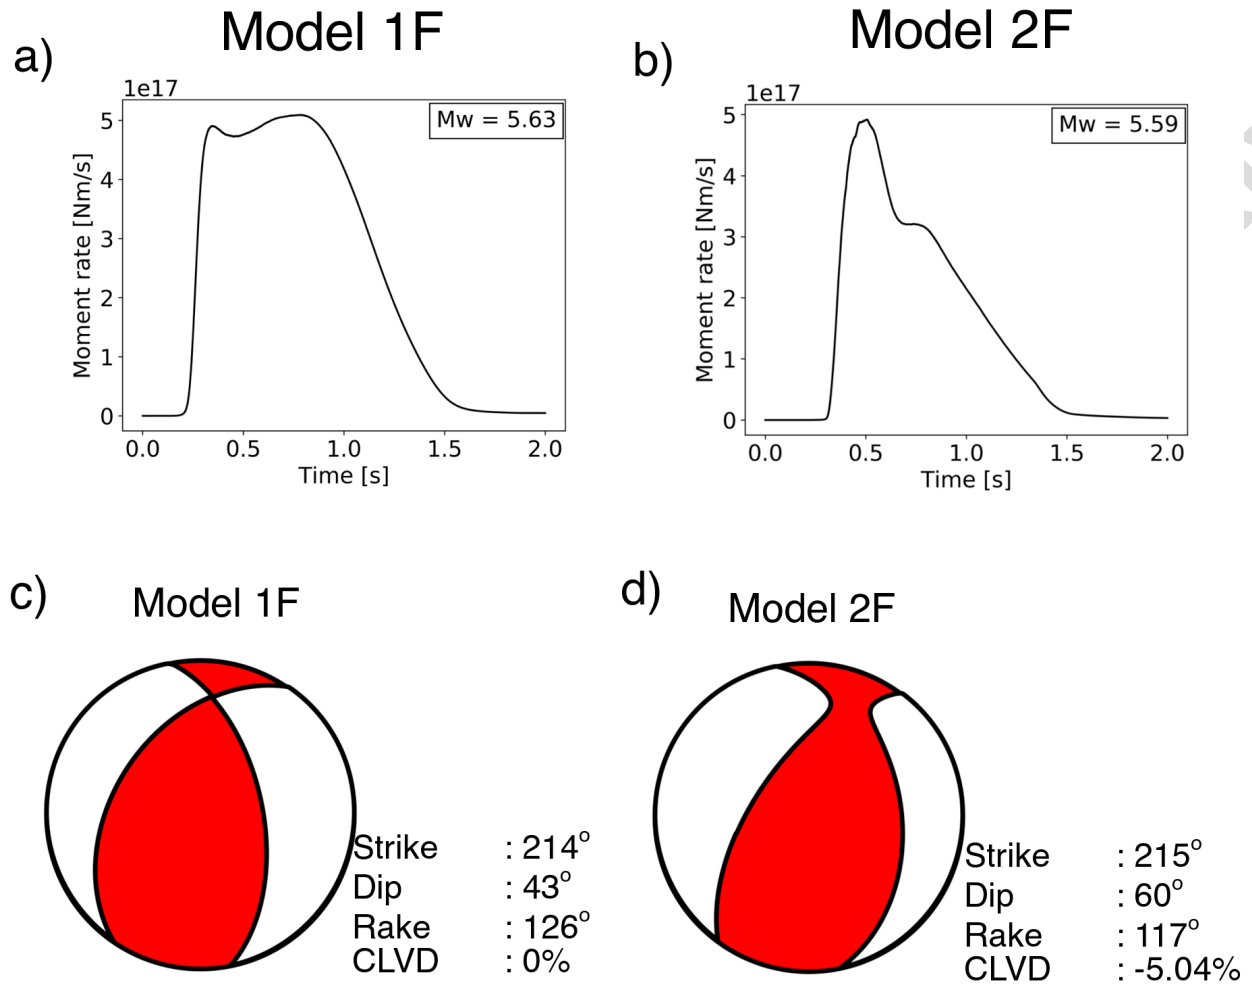 Model 1F
Model 2F
a)
b)
1e17
Mw = 5.63
Moment rate [Nm/s]
5
4
3
2
1
0
0.0 0.5 1.0 1.5 2.0
Time [s]
1e17
Mw = 5.59
Moment rate [Nm/s]
5
4
3
2
1
0
0.0 0.5 1.0 1.5 2.0
Time [s]
c)
Model 1F
Strike : 214°
Dip : 43°
Rake : 126°
CLVD : 0%
d)
Model 2F
Strike : 215°
Dip : 60°
Rake : 117°
CLVD : -5.04%